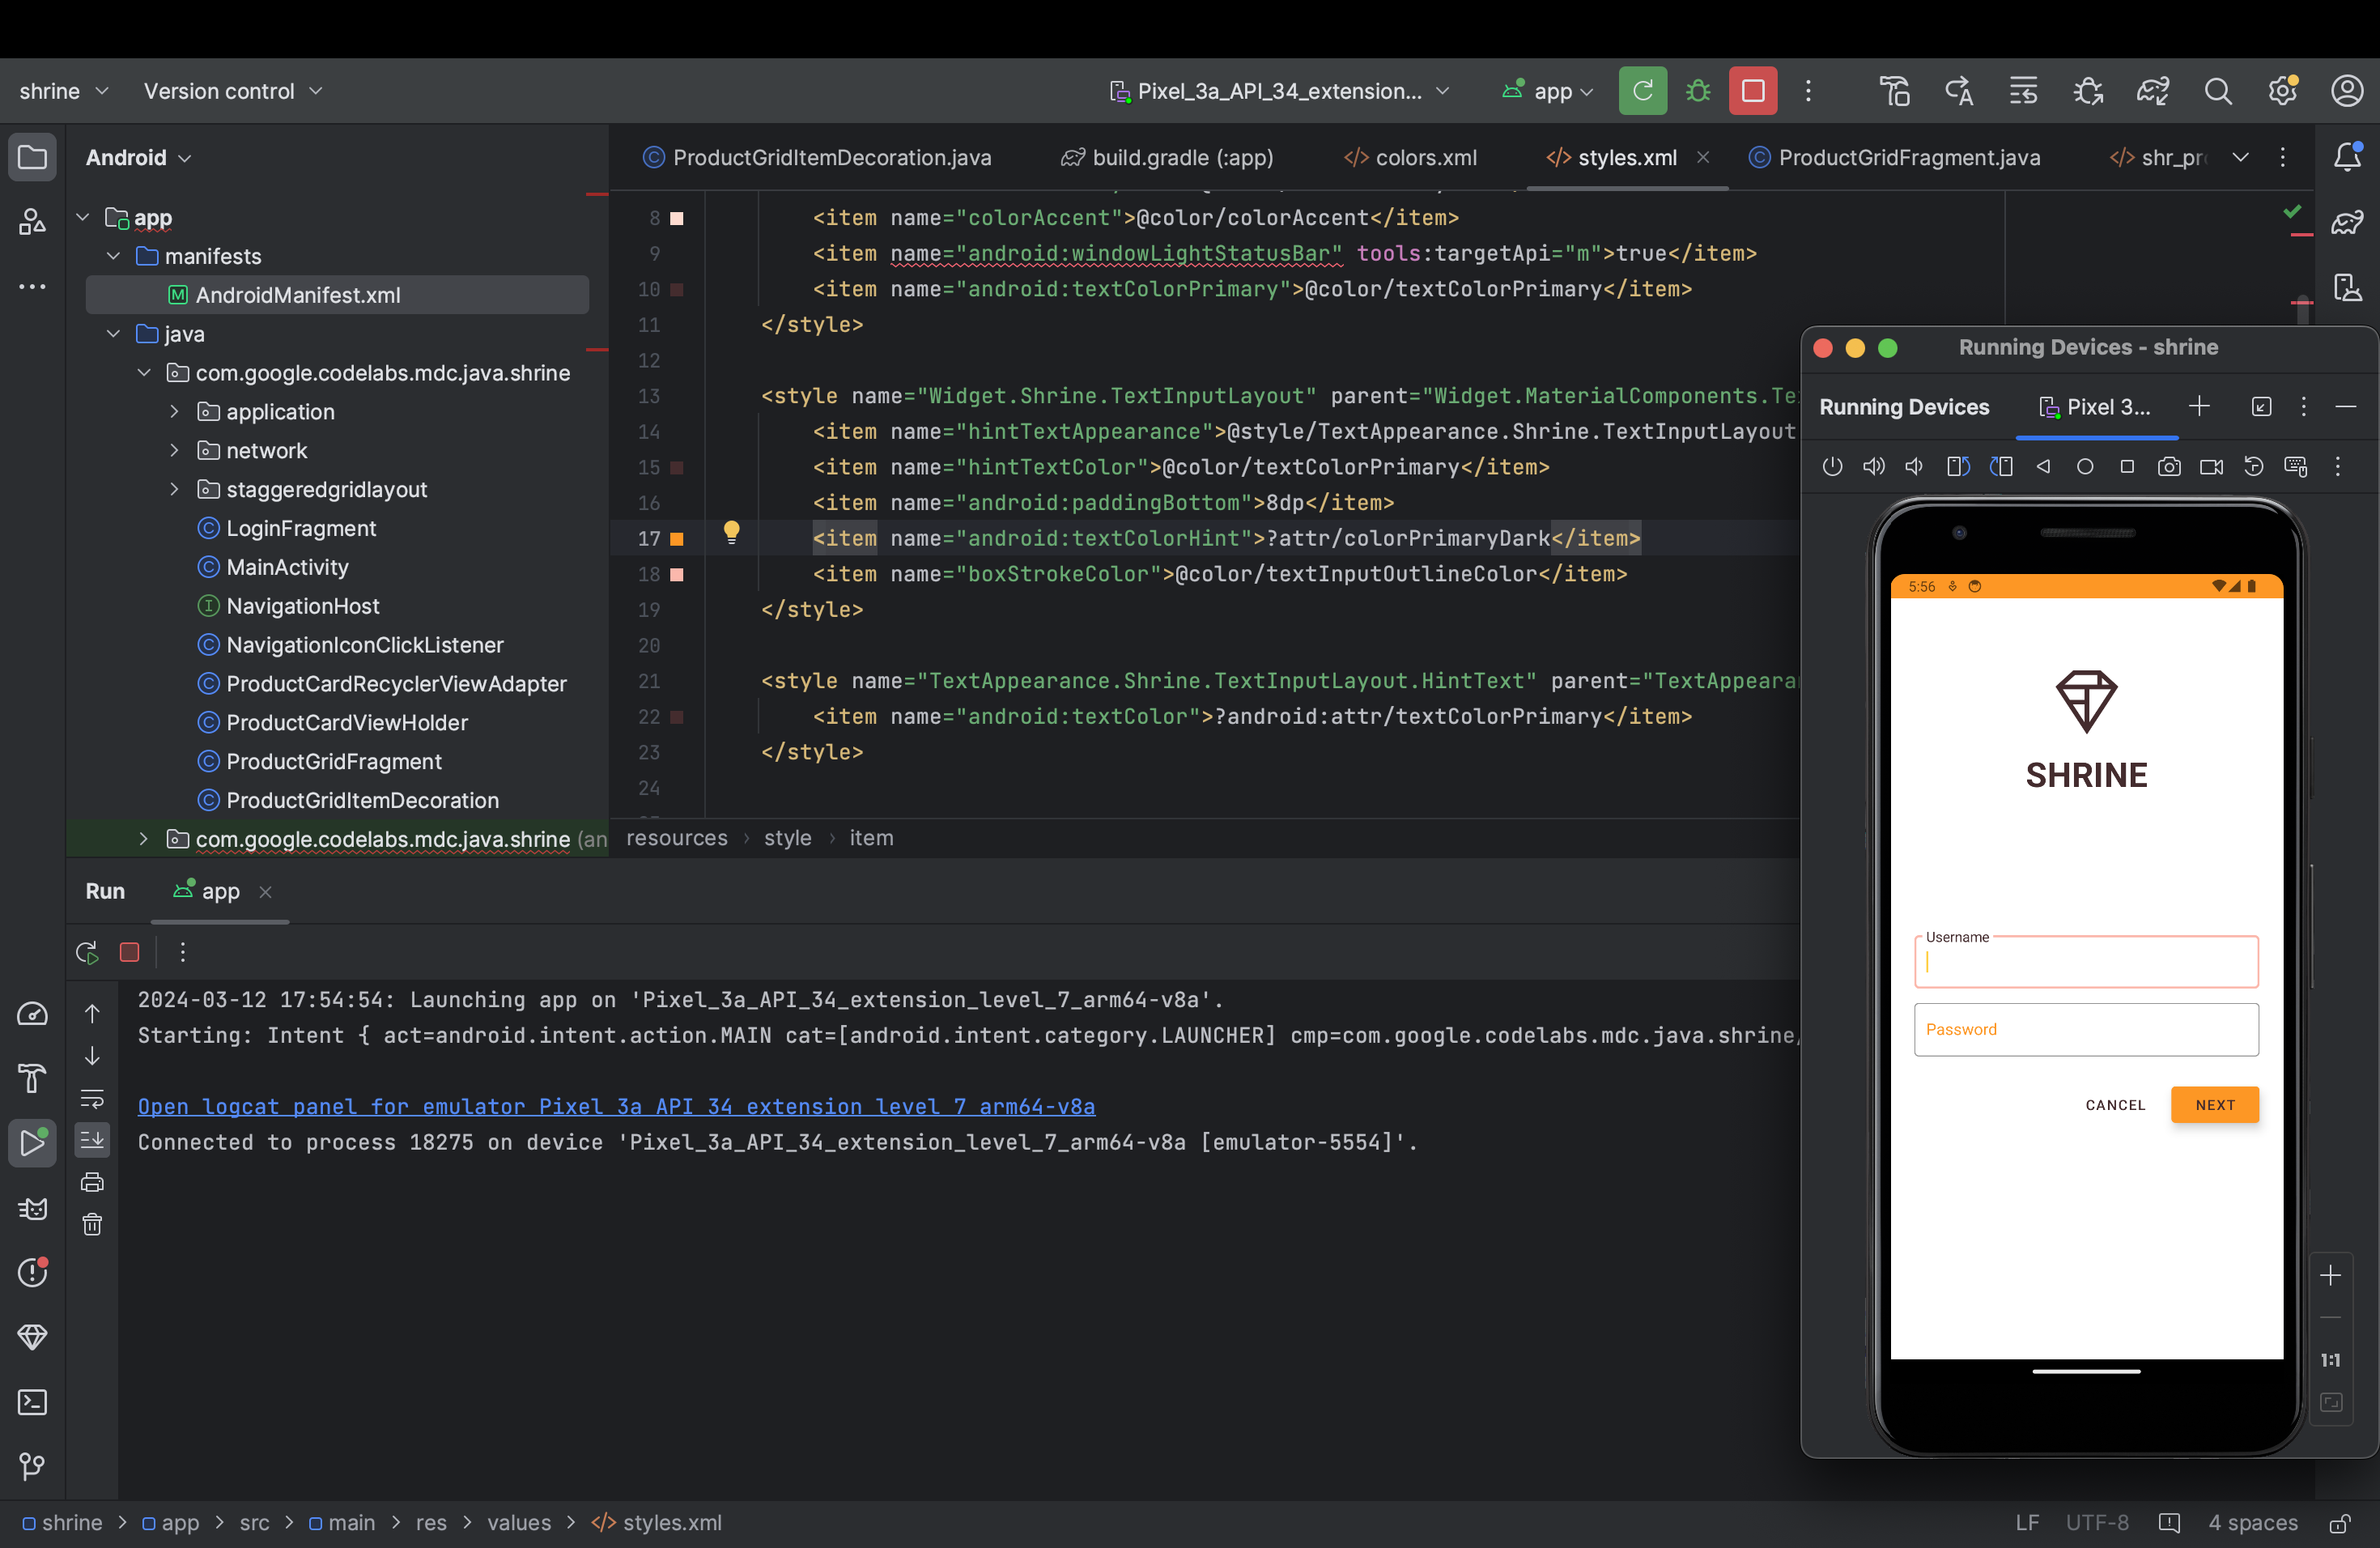 shrine
Version control
Pixel_3a_API_34_extension...
app
Android
ProductGridItemDecoration.java
build.gradle (:app)
colors.xml
styles.xml
ProductGridFragment.java
shr_pr
app
manifests
AndroidManifest.xml
java
com.google.codelabs.mdc.java.shrine
application
network
staggeredgridlayout
LoginFragment
MainActivity
NavigationHost
NavigationIconClickListener
ProductCardRecyclerViewAdapter
ProductCardViewHolder
ProductGridFragment
ProductGridItemDecoration
com.google.codelabs.mdc.java.shrine (an
8 <item name="colorAccent">@color/colorAccent</item>
9 <item name="android:windowLightStatusBar" tools:targetApi="m">true</item>
10 <item name="android:textColorPrimary">@color/textColorPrimary</item>
11 </style>
12
13 <style name="Widget.Shrine.TextInputLayout" parent="Widget.MaterialComponents.Te
14 <item name="hintTextAppearance">@style/TextAppearance.Shrine.TextInputLayout
15 <item name="hintTextColor">@color/textColorPrimary</item>
16 <item name="android:paddingBottom">8dp</item>
17 <item name="android:textColorHint">?attr/colorPrimaryDark</item>
18 <item name="boxStrokeColor">@color/textInputOutlineColor</item>
19 </style>
20
21 <style name="TextAppearance.Shrine.TextInputLayout.HintText" parent="TextAppeara
22 <item name="android:textColor">?android:attr/textColorPrimary</item>
23 </style>
24
resources > style > item
Running Devices - shrine
Running Devices
Pixel 3...
5:56
SHRINE
Username
Password
CANCEL
NEXT
1:1
Run
app
2024-03-12 17:54:54: Launching app on 'Pixel_3a_API_34_extension_level_7_arm64-v8a'.
Starting: Intent { act=android.intent.action.MAIN cat=[android.intent.category.LAUNCHER] cmp=com.google.codelabs.mdc.java.shrine/
Open logcat panel for emulator Pixel 3a API 34 extension level 7 arm64-v8a
Connected to process 18275 on device 'Pixel_3a_API_34_extension_level_7_arm64-v8a [emulator-5554]'.
shrine > app > src > main > res > values > styles.xml
LF
UTF-8
4 spaces